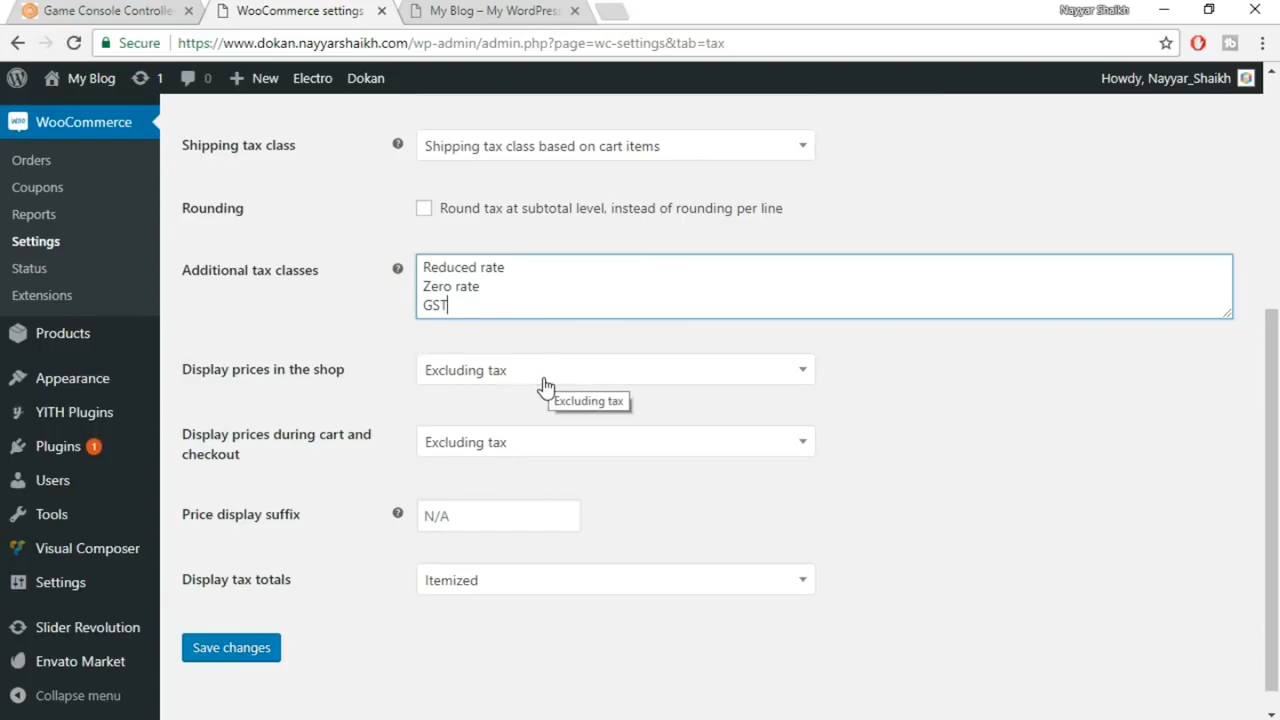 Game Console Controlle
WooCommerce settings
My Blog – My WordPres
Nayyar Shaikh
Secure
https://www.dokan.nayyarshaikh.com/wp-admin/admin.php?page=wc-settings&tab=tax
My Blog
1
0
New
Electro
Dokan
Howdy, Nayyar_Shaikh
WooCommerce
Orders
Coupons
Reports
Settings
Status
Extensions
Products
Appearance
YITH Plugins
Plugins 1
Users
Tools
Visual Composer
Settings
Slider Revolution
Envato Market
Collapse menu
Shipping tax class
Shipping tax class based on cart items
Rounding
Round tax at subtotal level, instead of rounding per line
Additional tax classes
Reduced rate
Zero rate
GST
Display prices in the shop
Excluding tax
Excluding tax
Display prices during cart and
checkout
Excluding tax
Price display suffix
N/A
Display tax totals
Itemized
Save changes